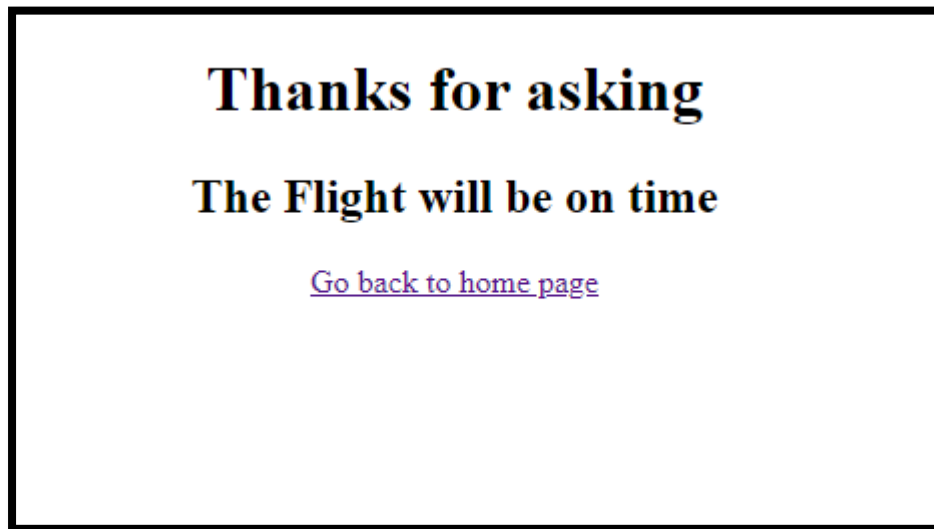 Thanks for asking
The Flight will be on time
Go back to home page